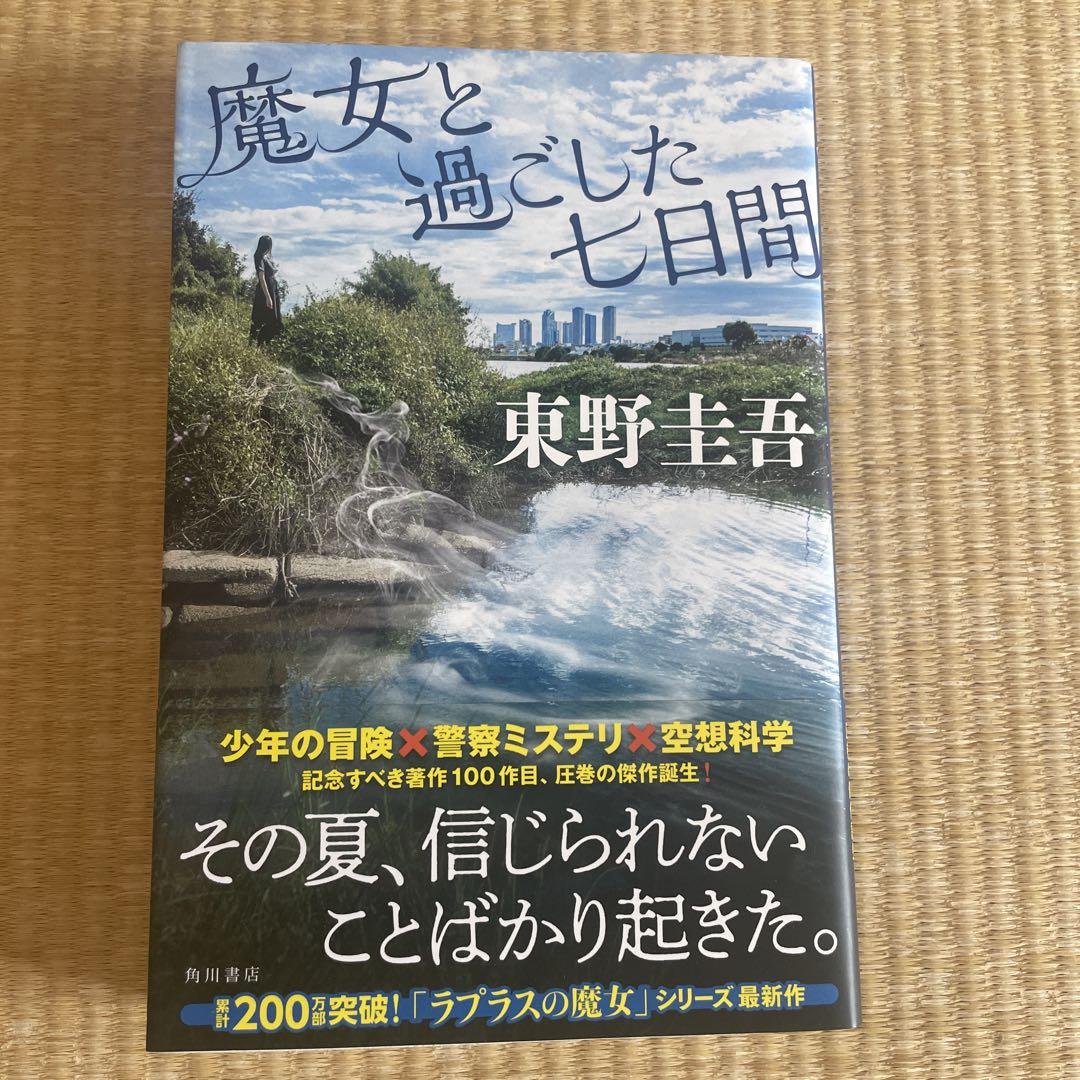 魔女と
過ごした
七日間
東野圭吾
少年の冒険×警察ミステリ×空想科学
記念すべき著作100作目、圧巻の傑作誕生！
その夏、信じられない
ことばかり起きた。
角川書店
累計200万部突破！「ラプラスの魔女」シリーズ最新作